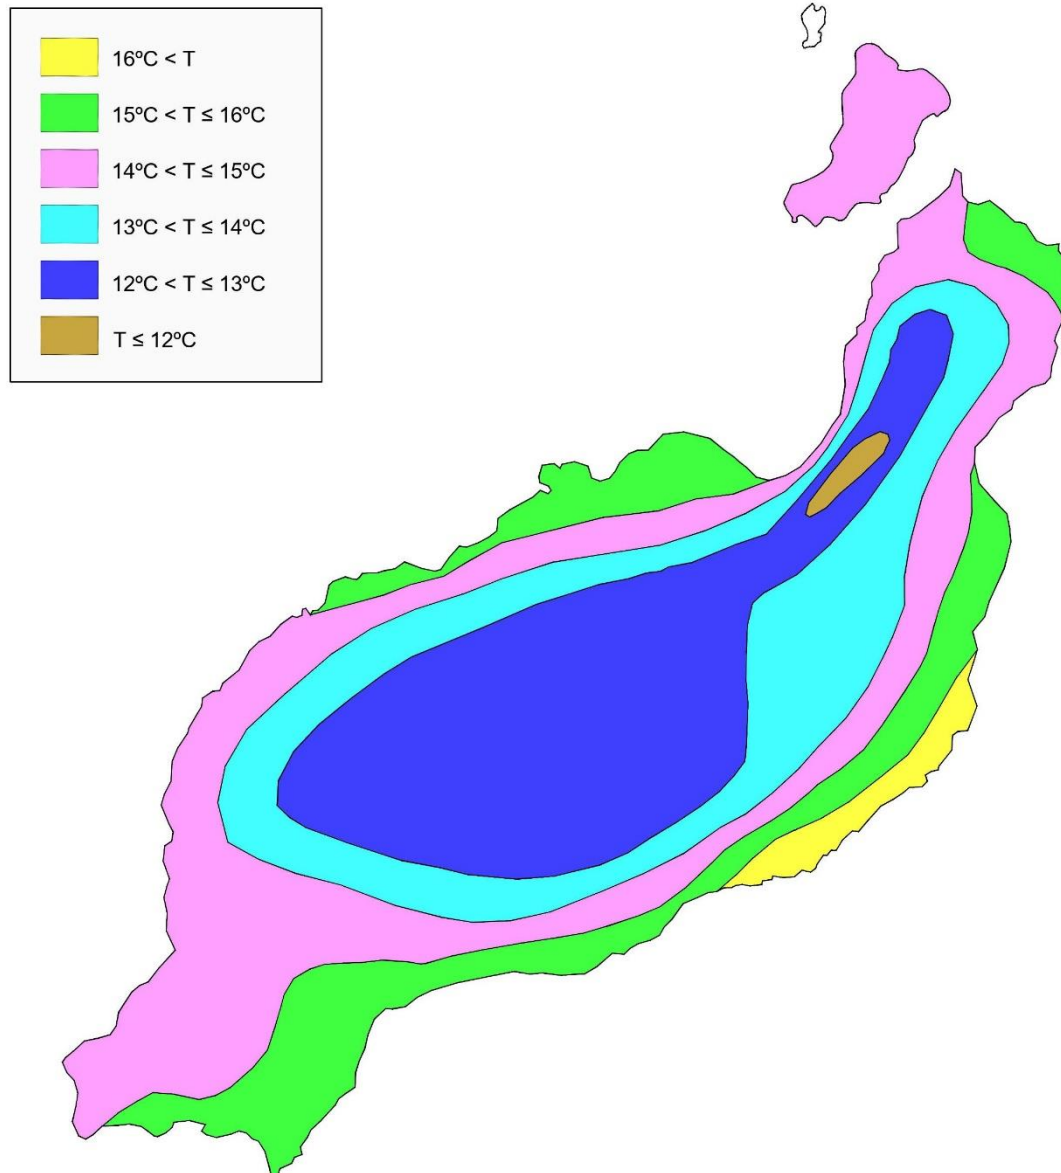 16ºC < T
15ºC < T ≤ 16ºC
14ºC < T ≤ 15ºC
13ºC < T ≤ 14ºC
12ºC < T ≤ 13ºC
T ≤ 12ºC